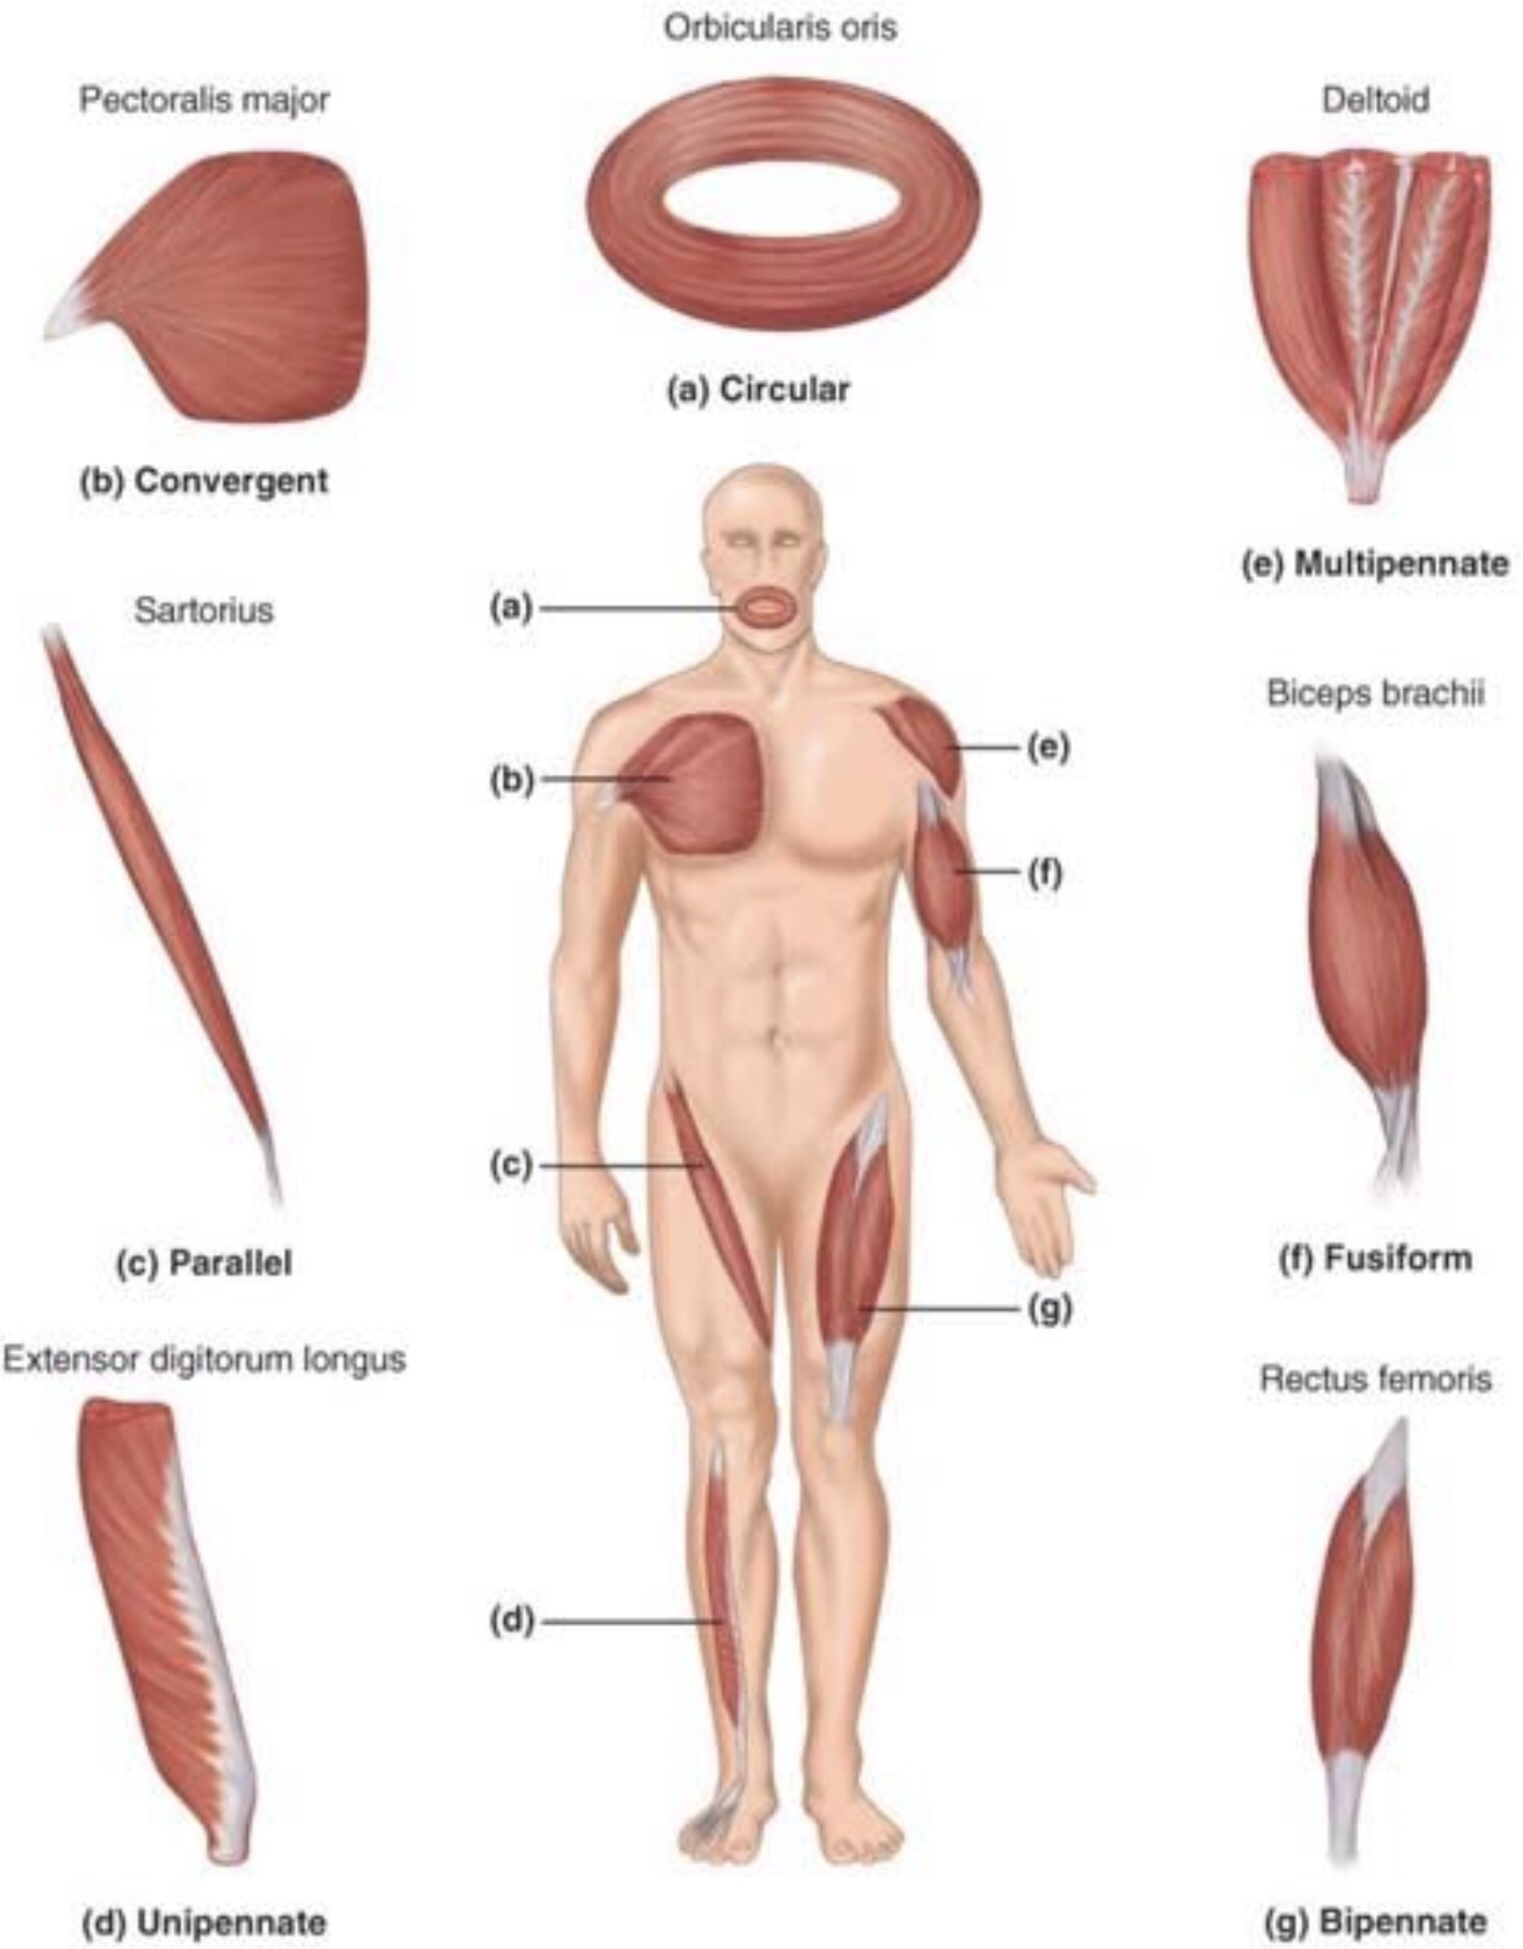 Orbicularis oris
Pectoralis major
Deltoid
(a) Circular
(b) Convergent
(e) Multipennate
(a)
Sartorius
Biceps brachii
(e)
(b)
(f)
(c)
(c) Parallel
(f) Fusiform
(g)
Extensor digitorum longus
Rectus femoris
(d)
(d) Unipennate
(g) Bipennate